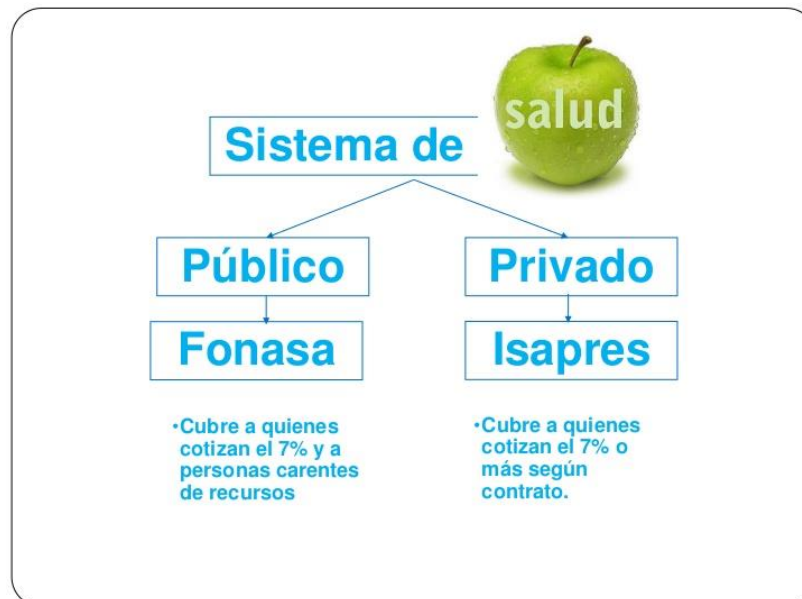 salud
Sistema de
Público
Privado
Fonasa
Isapres
•Cubre a quienes
cotizan el 7% y a
personas carentes
de recursos
•Cubre a quienes
cotizan el 7% o
más según
contrato.